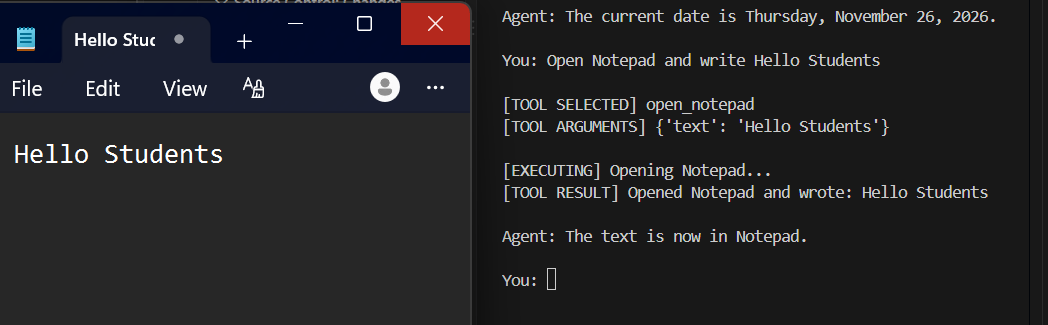 Hello Stuc
File Edit View
Hello Students
Agent: The current date is Thursday, November 26, 2026.
You: Open Notepad and write Hello Students
[TOOL SELECTED] open_notepad
[TOOL ARGUMENTS] {'text': 'Hello Students'}
[EXECUTING] Opening Notepad...
[TOOL RESULT] Opened Notepad and wrote: Hello Students
Agent: The text is now in Notepad.
You: